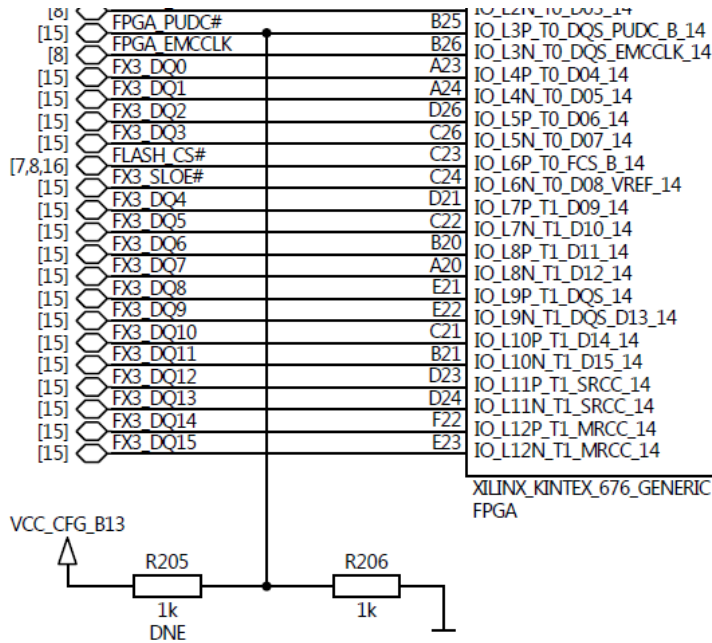 [8] IO_L2N_T0_D03_14
[15] FPGA_PUDC# B25 IO_L3P_T0_DQS_PUDC_B_14
[8] FPGA_EMCCLK B26 IO_L3N_T0_DQS_EMCCLK_14
[15] FX3_DQ0 A23 IO_L4P_T0_D04_14
[15] FX3_DQ1 A24 IO_L4N_T0_D05_14
[15] FX3_DQ2 D26 IO_L5P_T0_D06_14
[15] FX3_DQ3 C26 IO_L5N_T0_D07_14
[7,8,16] FLASH_CS# C23 IO_L6P_T0_FCS_B_14
[15] FX3_SLOE# C24 IO_L6N_T0_D08_VREF_14
[15] FX3_DQ4 D21 IO_L7P_T1_D09_14
[15] FX3_DQ5 C22 IO_L7N_T1_D10_14
[15] FX3_DQ6 B20 IO_L8P_T1_D11_14
[15] FX3_DQ7 A20 IO_L8N_T1_D12_14
[15] FX3_DQ8 E21 IO_L9P_T1_DQS_14
[15] FX3_DQ9 E22 IO_L9N_T1_DQS_D13_14
[15] FX3_DQ10 C21 IO_L10P_T1_D14_14
[15] FX3_DQ11 B21 IO_L10N_T1_D15_14
[15] FX3_DQ12 D23 IO_L11P_T1_SRCC_14
[15] FX3_DQ13 D24 IO_L11N_T1_SRCC_14
[15] FX3_DQ14 F22 IO_L12P_T1_MRCC_14
[15] FX3_DQ15 E23 IO_L12N_T1_MRCC_14
XILINX_KINTEX_676_GENERIC
FPGA
VCC_CFG_B13
R205 R206
1k 1k
DNE